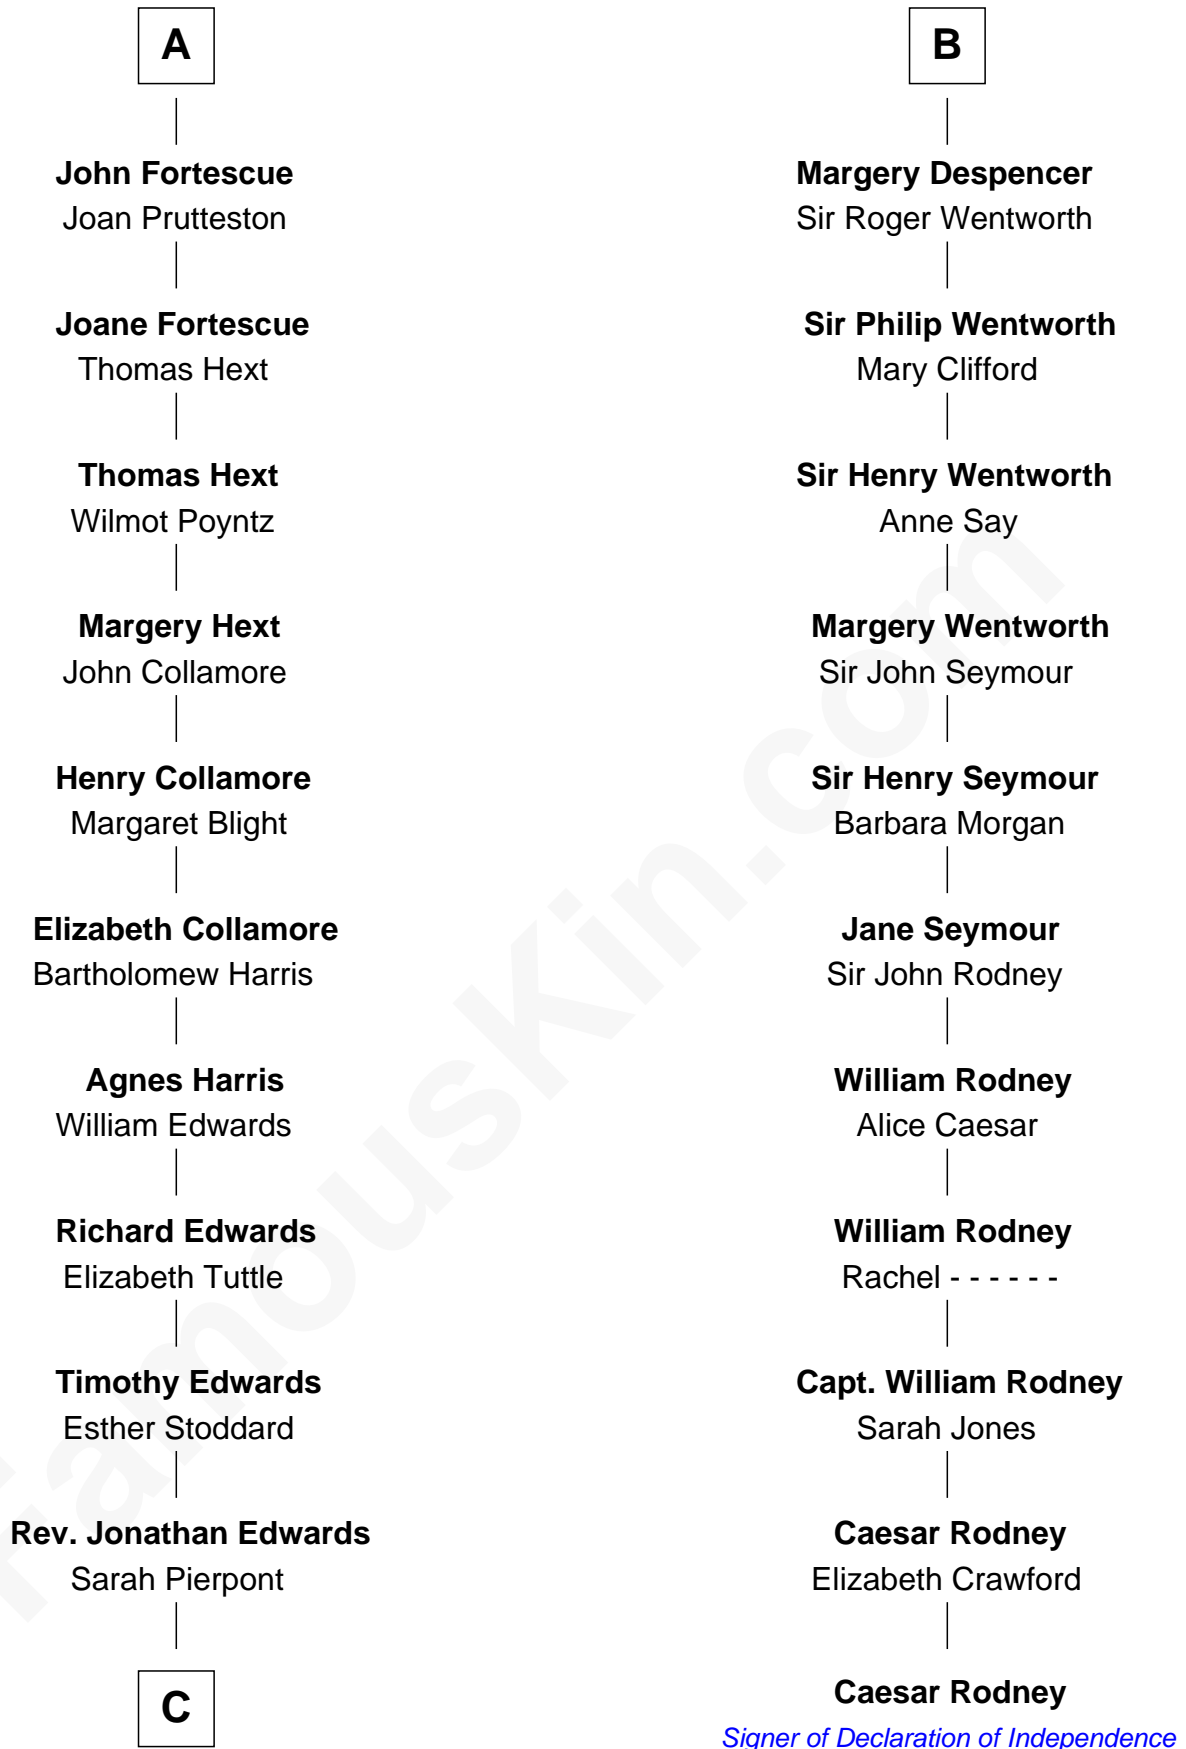 A
John Fortescue
Joan Prutteston
Joane Fortescue
Thomas Hext
Thomas Hext
Wilmot Poyntz
Margery Hext
John Collamore
Henry Collamore
Margaret Blight
Elizabeth Collamore
Bartholomew Harris
Agnes Harris
William Edwards
Richard Edwards
Elizabeth Tuttle
Timothy Edwards
Esther Stoddard
Rev. Jonathan Edwards
Sarah Pierpont
C
B
Margery Despencer
Sir Roger Wentworth
Sir Philip Wentworth
Mary Clifford
Sir Henry Wentworth
Anne Say
Margery Wentworth
Sir John Seymour
Sir Henry Seymour
Barbara Morgan
Jane Seymour
Sir John Rodney
William Rodney
Alice Caesar
William Rodney
Rachel - - - - - -
Capt. William Rodney
Sarah Jones
Caesar Rodney
Elizabeth Crawford
Caesar Rodney
Signer of Declaration of Independence
FamousKin.com